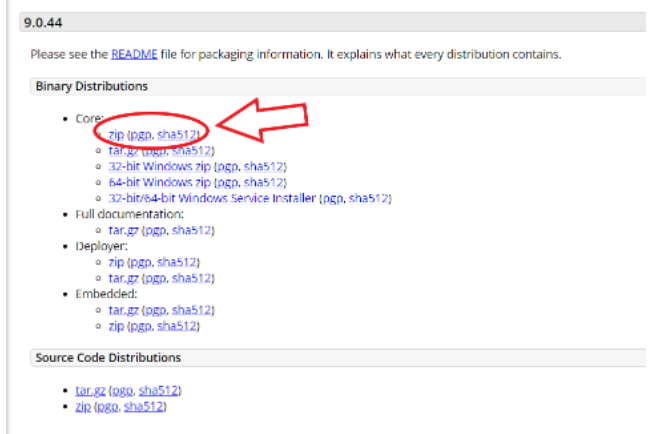 9.0.44
Please see the README file for packaging information. It explains what every distribution contains.
Binary Distributions
Core:
zip (pgp, sha512)
tar.gz (pgp, sha512)
32-bit Windows zip (pgp, sha512)
64-bit Windows zip (pgp, sha512)
32-bit/64-bit Windows Service Installer (pgp, sha512)
Full documentation:
tar.gz (pgp, sha512)
Deployer:
zip (pgp, sha512)
tar.gz (pgp, sha512)
Embedded:
tar.gz (pgp, sha512)
zip (pgp, sha512)
Source Code Distributions
tar.gz (pgp, sha512)
zip (pgp, sha512)